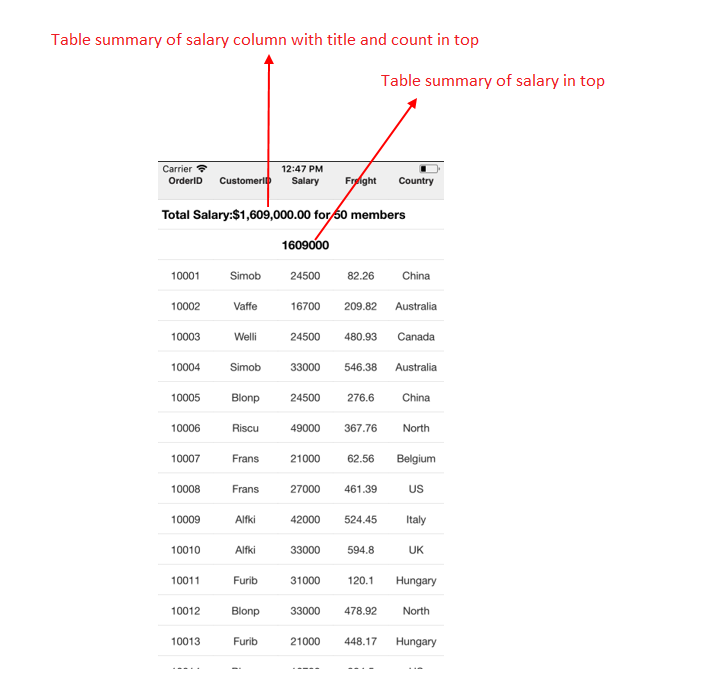 Table summary of salary column with title and count in top
Table summary of salary in top
Carrier 12:47 PM
OrderID CustomerID Salary Freight Country
Total Salary:$1,609,000.00 for 50 members
1609000
10001 Simob 24500 82.26 China
10002 Vaffe 16700 209.82 Australia
10003 Welli 24500 480.93 Canada
10004 Simob 33000 546.38 Australia
10005 Blonp 24500 276.6 China
10006 Riscu 49000 367.76 North
10007 Frans 21000 62.56 Belgium
10008 Frans 27000 461.39 US
10009 Alfki 42000 524.45 Italy
10010 Alfki 33000 594.8 UK
10011 Furib 31000 120.1 Hungary
10012 Blonp 33000 478.92 North
10013 Furib 21000 448.17 Hungary